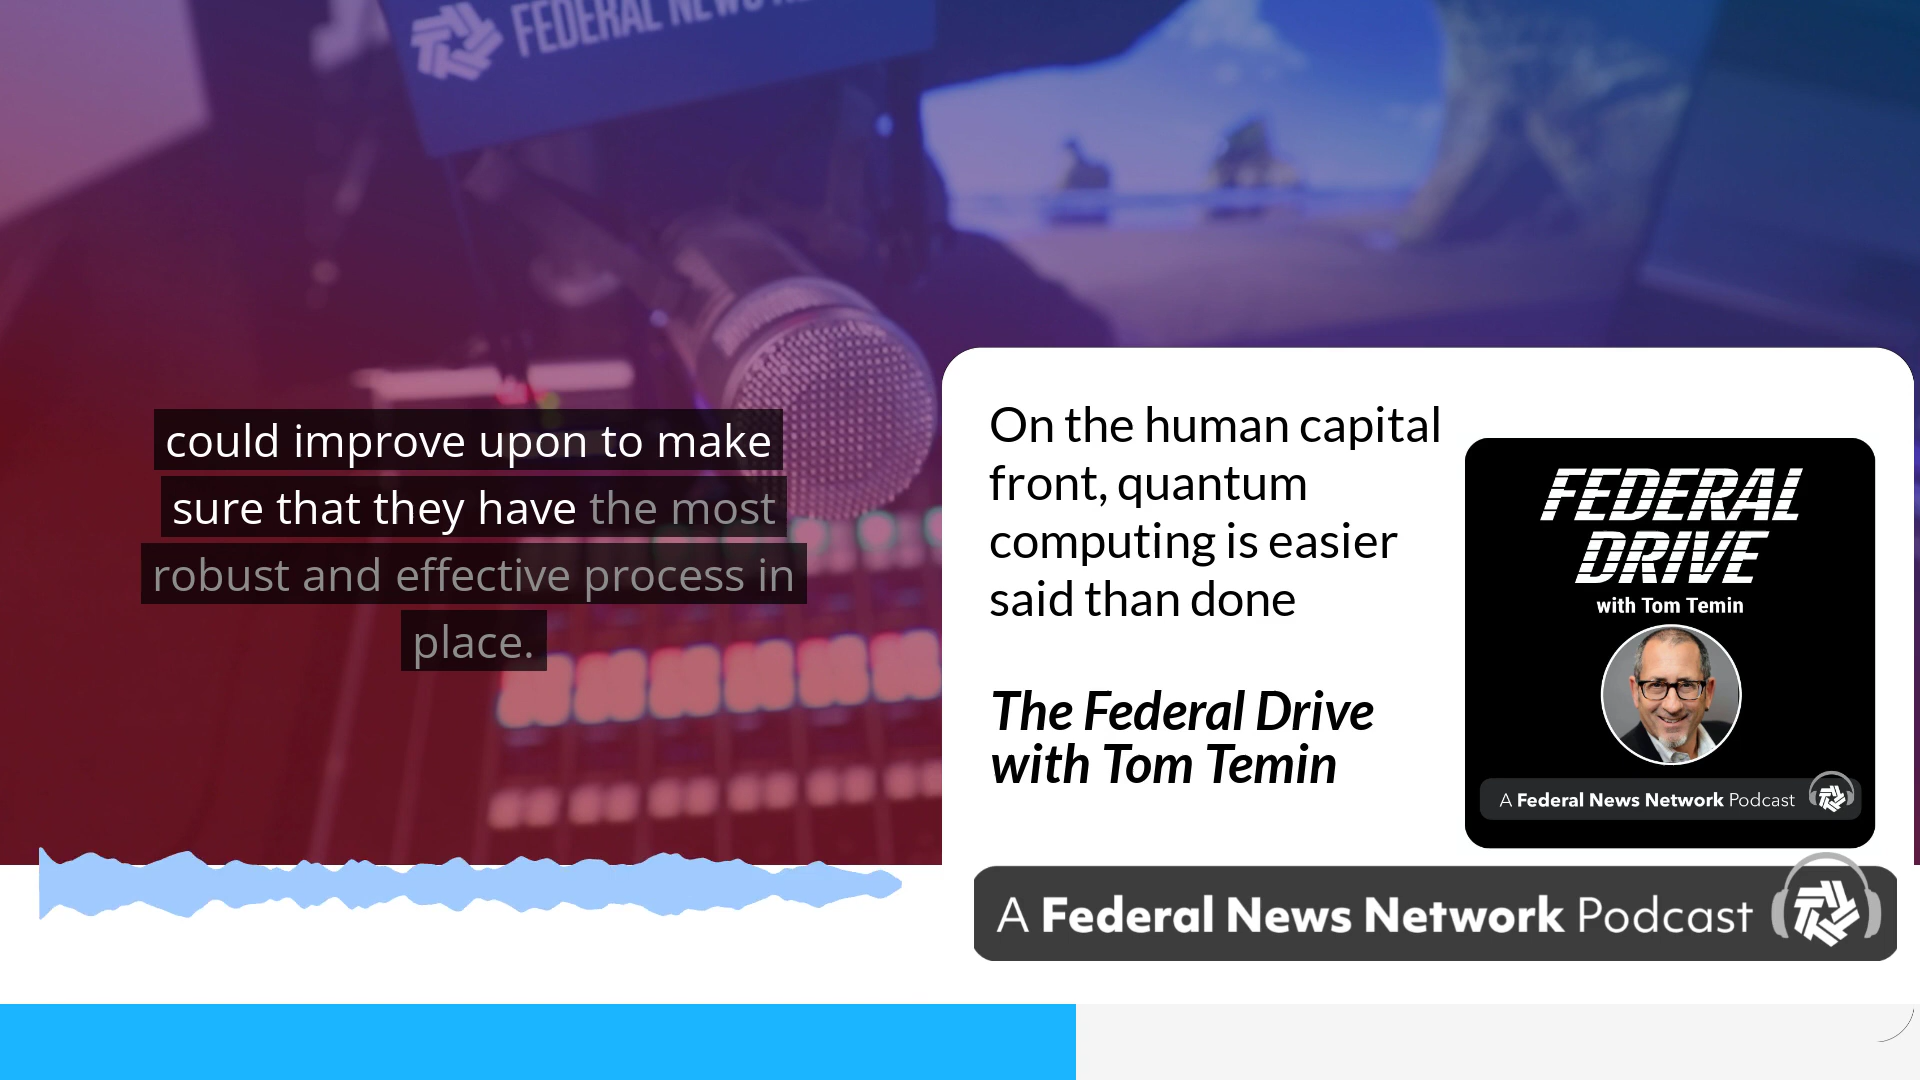 FEDERAL NEWS
could improve upon to make
sure that they have the most
robust and effective process in
place.
On the human capital
front, quantum
computing is easier
said than done
The Federal Drive
with Tom Temin
FEDERAL
DRIVE
with Tom Temin
A Federal News Network Podcast
A Federal News Network Podcast